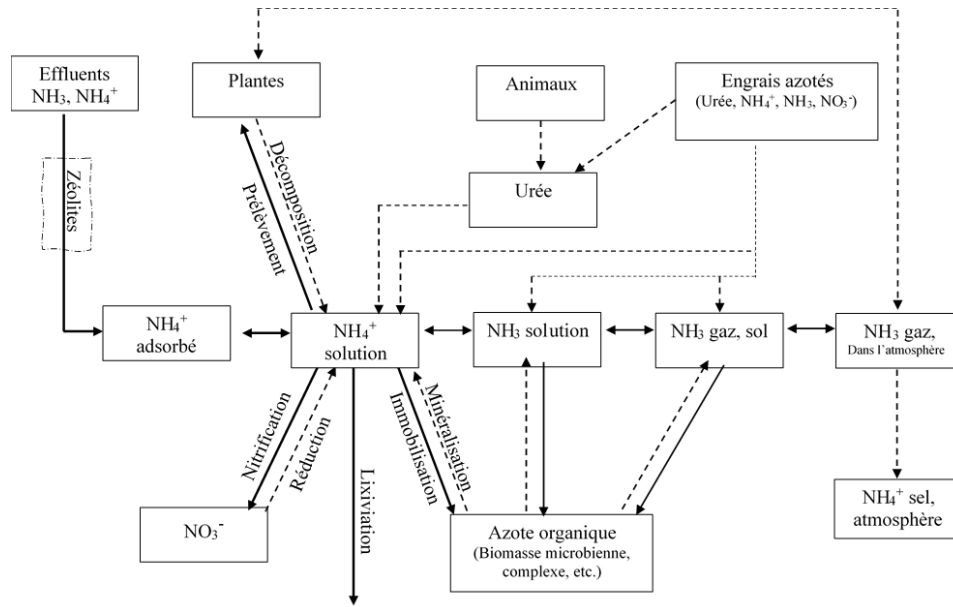 Effluents
NH₃, NH₄⁺
Plantes
Animaux
Engrais azotés
(Urée, NH₄⁺, NH₃, NO₃⁻)
Zéolites
Décomposition
Prélèvement
Urée
NH₄⁺
adsorbé
NH₄⁺
solution
NH₃ solution
NH₃ gaz, sol
NH₃ gaz,
Dans l’atmosphère
Nitrification
Réduction
Lixiviation
Immobilisation
Minéralisation
NO₃⁻
Azote organique
(Biomasse microbienne,
complexe, etc.)
NH₄⁺ sel,
atmosphère